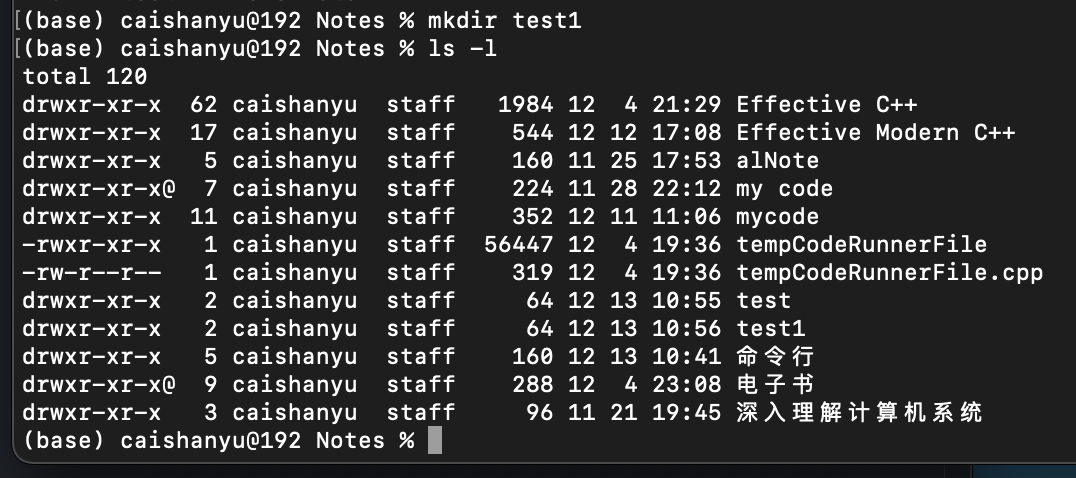 [(base) caishanyu@192 Notes % mkdir test1
[(base) caishanyu@192 Notes % ls -l
total 120
drwxr-xr-x  62 caishanyu  staff   1984 12  4 21:29 Effective C++
drwxr-xr-x  17 caishanyu  staff    544 12 12 17:08 Effective Modern C++
drwxr-xr-x   5 caishanyu  staff    160 11 25 17:53 alNote
drwxr-xr-x@  7 caishanyu  staff    224 11 28 22:12 my code
drwxr-xr-x  11 caishanyu  staff    352 12 11 11:06 mycode
-rwxr-xr-x   1 caishanyu  staff  56447 12  4 19:36 tempCodeRunnerFile
-rw-r--r--   1 caishanyu  staff    319 12  4 19:36 tempCodeRunnerFile.cpp
drwxr-xr-x   2 caishanyu  staff     64 12 13 10:55 test
drwxr-xr-x   2 caishanyu  staff     64 12 13 10:56 test1
drwxr-xr-x   5 caishanyu  staff    160 12 13 10:41 命令行
drwxr-xr-x@  9 caishanyu  staff    288 12  4 23:08 电子书
drwxr-xr-x   3 caishanyu  staff     96 11 21 19:45 深入理解计算机系统
(base) caishanyu@192 Notes %